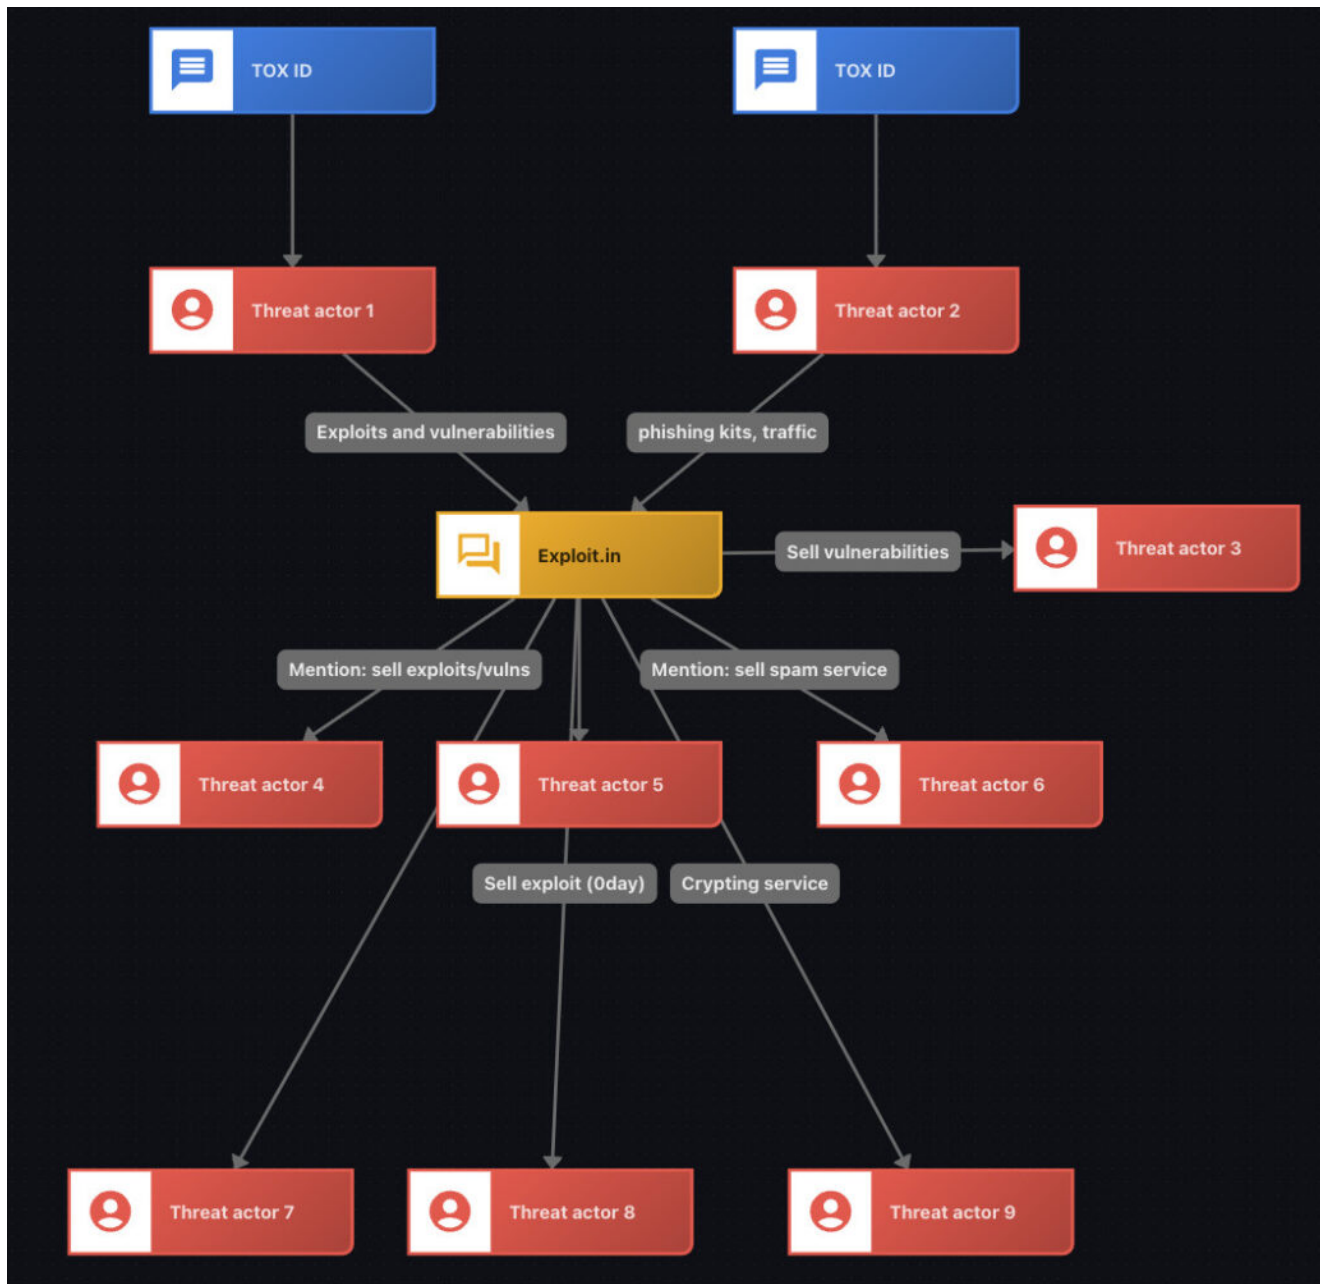 TOX ID
TOX ID
Threat actor 1
Threat actor 2
Exploits and vulnerabilities
phishing kits, traffic
Exploit.in
Sell vulnerabilities
Threat actor 3
Mention: sell exploits/vulns
Mention: sell spam service
Threat actor 4
Threat actor 5
Threat actor 6
Sell exploit (0day)
Crypting service
Threat actor 7
Threat actor 8
Threat actor 9